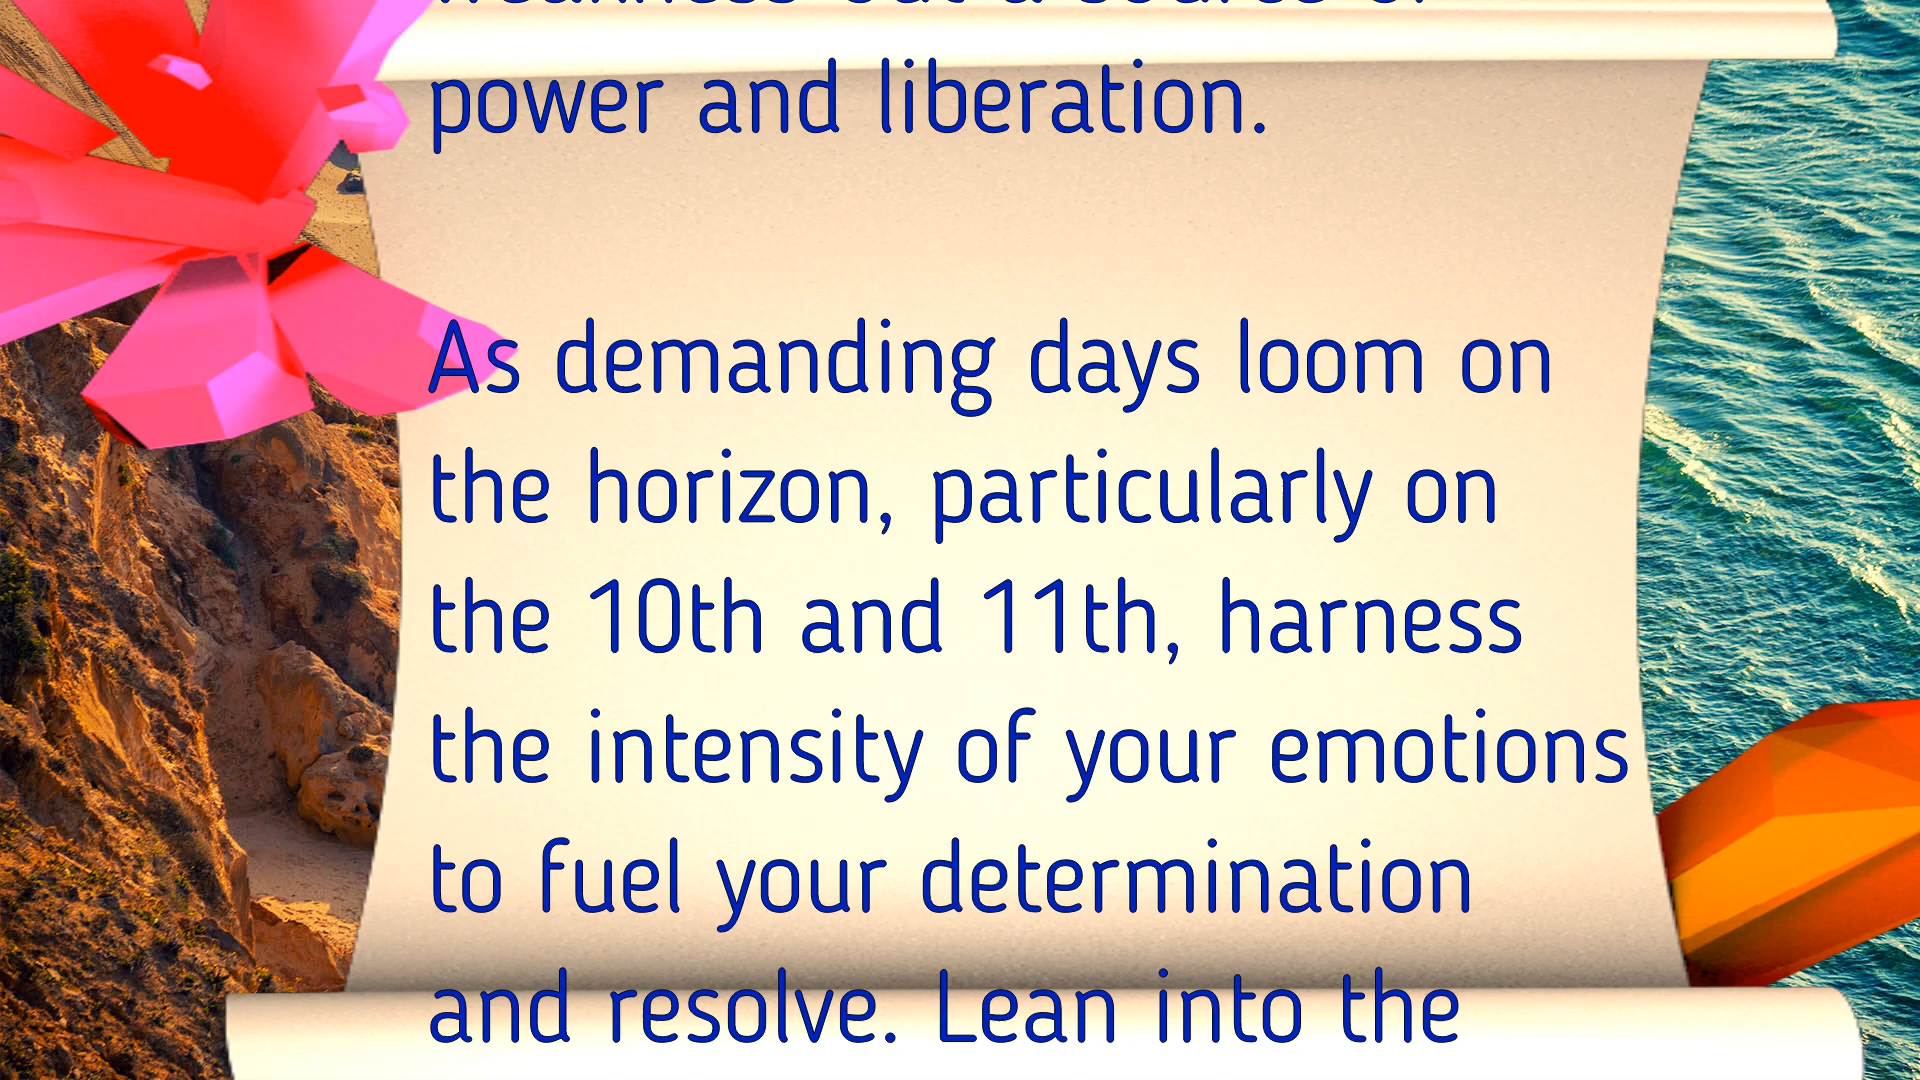 power and liberation.
As demanding days loom on
the horizon, particularly on
the 10th and 11th, harness
the intensity of your emotions
to fuel your determination
and resolve. Lean into the